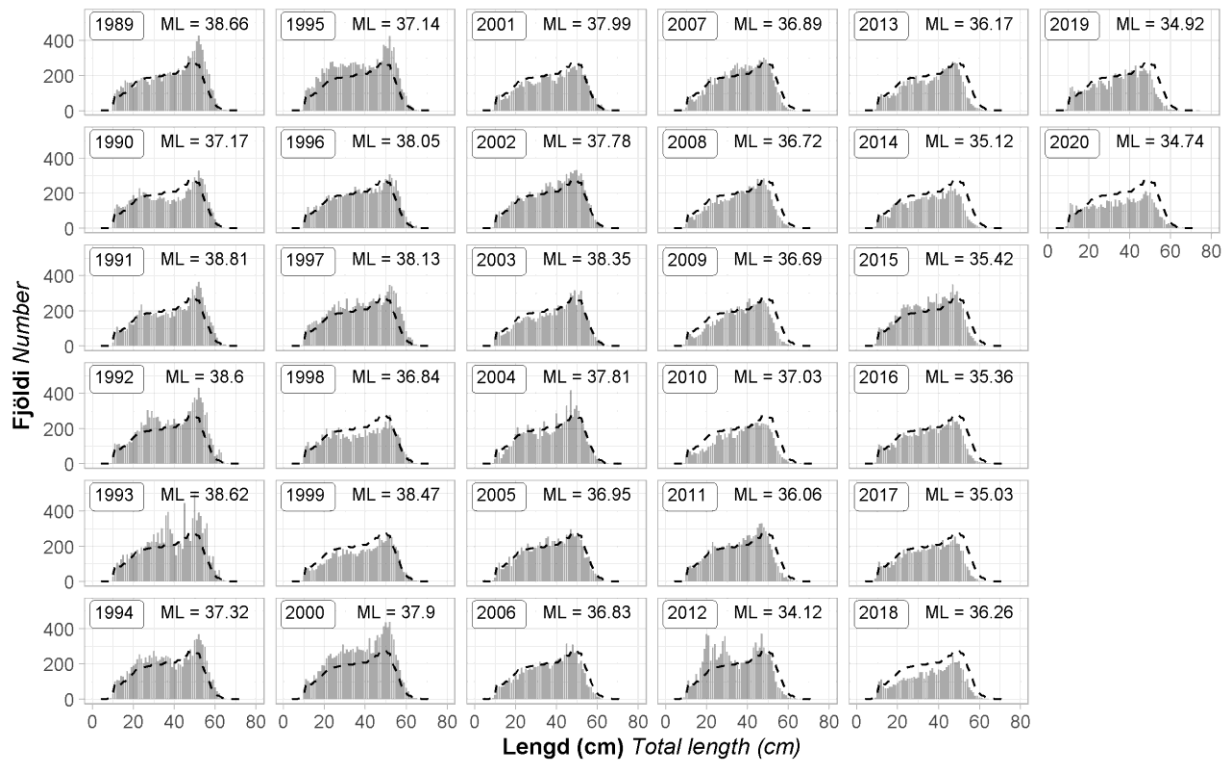 1989 ML = 38.66 1995 ML = 37.14 2001 ML = 37.99 2007 ML = 36.89 2013 ML = 36.17 2019 ML = 34.92
400
200
0
1990 ML = 37.17 1996 ML = 38.05 2002 ML = 37.78 2008 ML = 36.72 2014 ML = 35.12 2020 ML = 34.74
400
200
0
0 20 40 60 80
1991 ML = 38.81 1997 ML = 38.13 2003 ML = 38.35 2009 ML = 36.69 2015 ML = 35.42
400
200
0
Fjöldi Number
1992 ML = 38.6 1998 ML = 36.84 2004 ML = 37.81 2010 ML = 37.03 2016 ML = 35.36
400
200
0
1993 ML = 38.62 1999 ML = 38.47 2005 ML = 36.95 2011 ML = 36.06 2017 ML = 35.03
400
200
0
1994 ML = 37.32 2000 ML = 37.9 2006 ML = 36.83 2012 ML = 34.12 2018 ML = 36.26
400
200
0
0 20 40 60 80 0 20 40 60 80 0 20 40 60 80 0 20 40 60 80 0 20 40 60 80
Lengd (cm) Total length (cm)